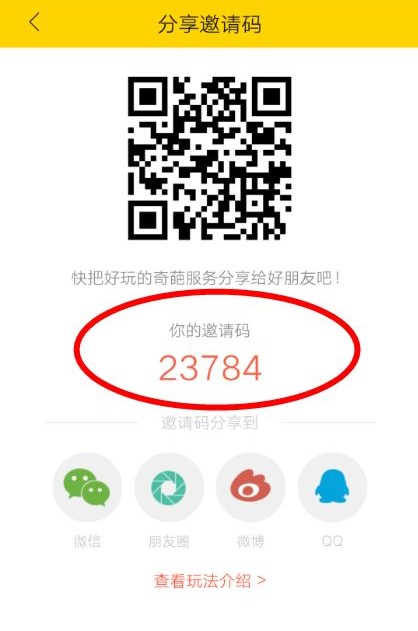 分享邀请码
快把好玩的奇葩服务分享给好朋友吧！
你的邀请码
23784
邀请码分享到
微信 朋友圈 微博 QQ
查看玩法介绍 >